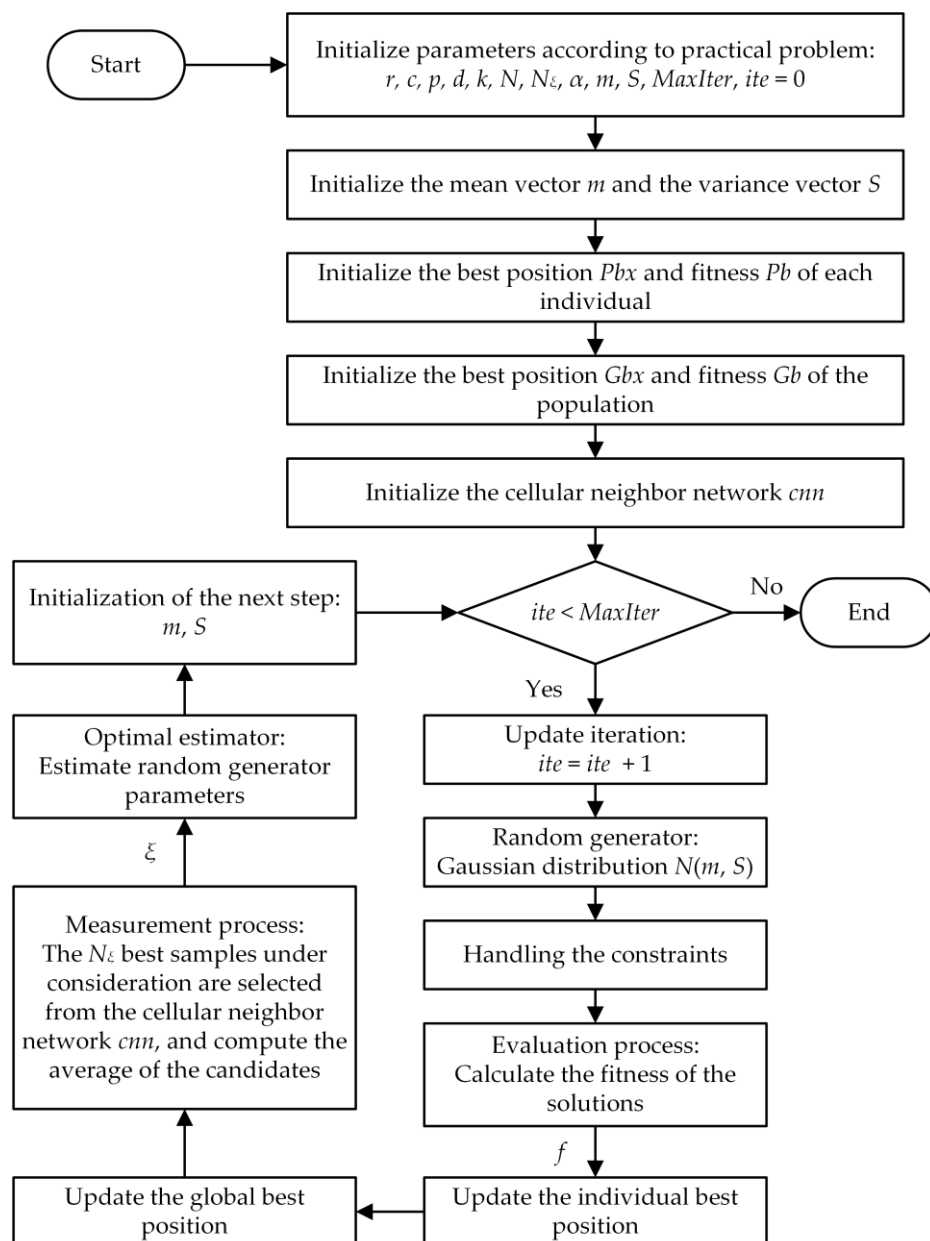 Start
Initialize parameters according to practical problem:
r, c, p, d, k, N, Nξ, α, m, S, MaxIter, ite = 0
Initialize the mean vector m and the variance vector S
Initialize the best position Pbx and fitness Pb of each
individual
Initialize the best position Gbx and fitness Gb of the
population
Initialize the cellular neighbor network cnn
ite < MaxIter
No
End
Yes
Update iteration:
ite = ite + 1
Random generator:
Gaussian distribution N(m, S)
Handling the constraints
Evaluation process:
Calculate the fitness of the
solutions
f
Update the individual best
position
Update the global best
position
Measurement process:
The Nξ best samples under
consideration are selected
from the cellular neighbor
network cnn, and compute the
average of the candidates
ξ
Optimal estimator:
Estimate random generator
parameters
Initialization of the next step:
m, S